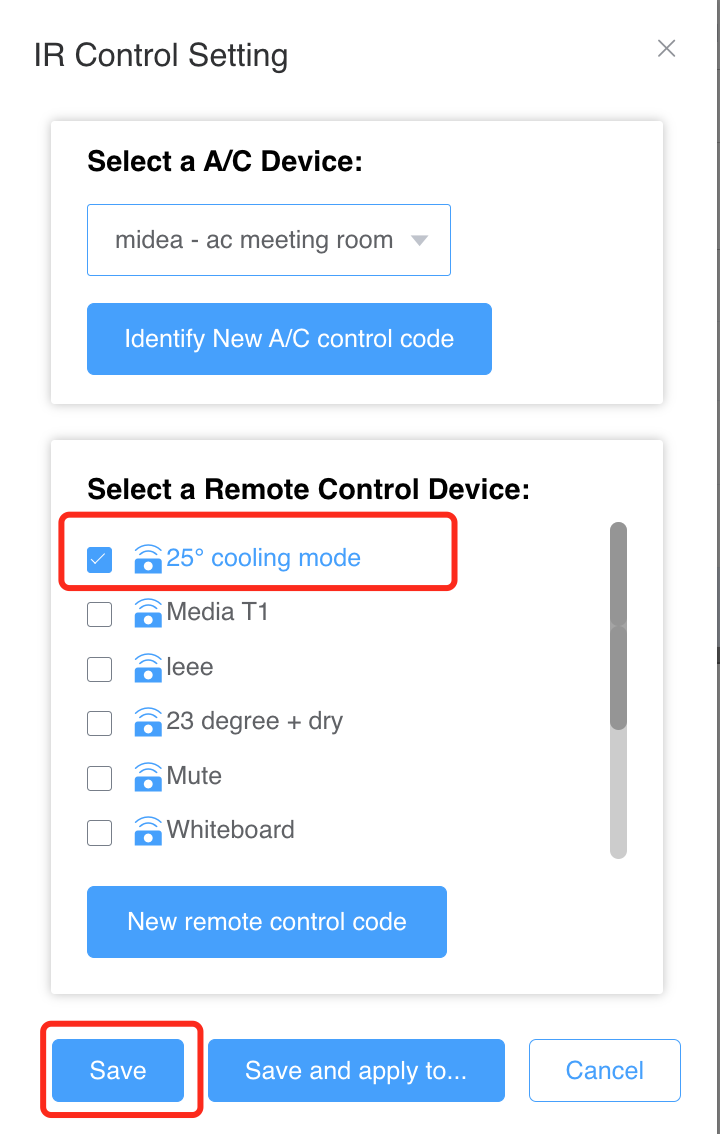 IR Control Setting
Select a A/C Device:
midea - ac meeting room
Identify New A/C control code
Select a Remote Control Device:
25° cooling mode
Media T1
leee
23 degree + dry
Mute
Whiteboard
New remote control code
Save
Save and apply to...
Cancel